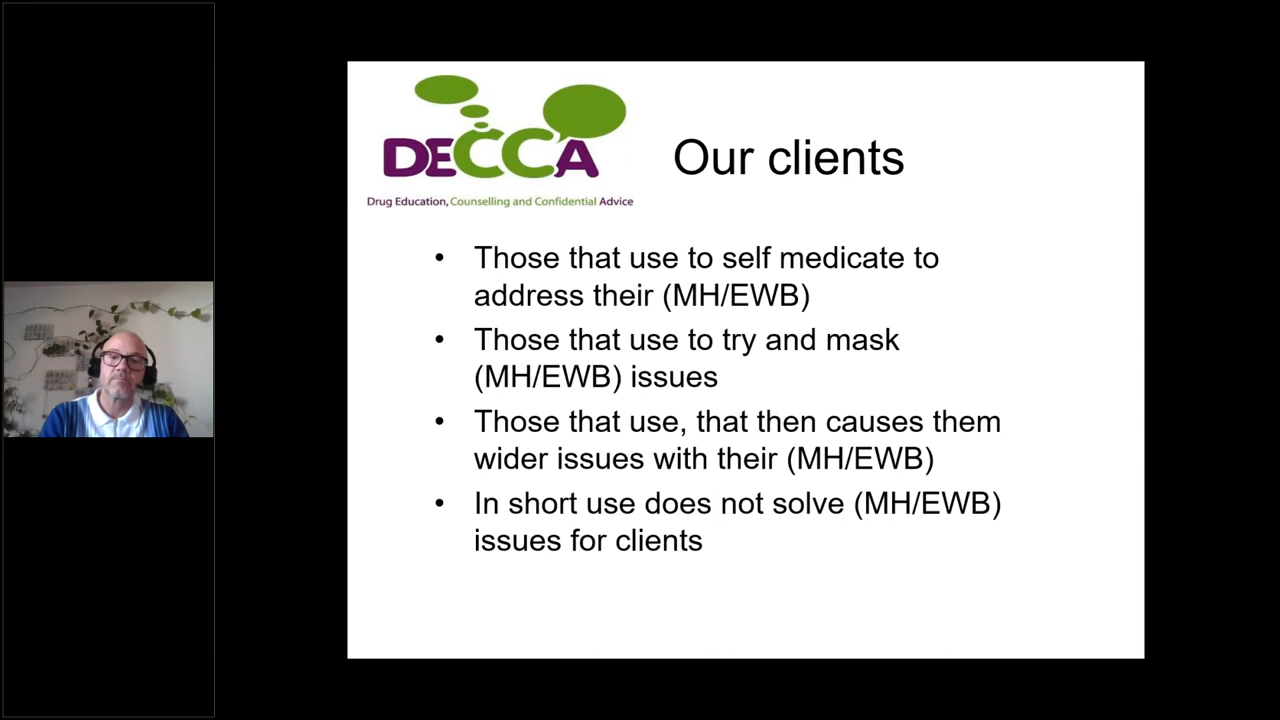 DECCA
Drug Education, Counselling and Confidential Advice
Our clients
• Those that use to self medicate to
address their (MH/EWB)
• Those that use to try and mask
(MH/EWB) issues
• Those that use, that then causes them
wider issues with their (MH/EWB)
• In short use does not solve (MH/EWB)
issues for clients